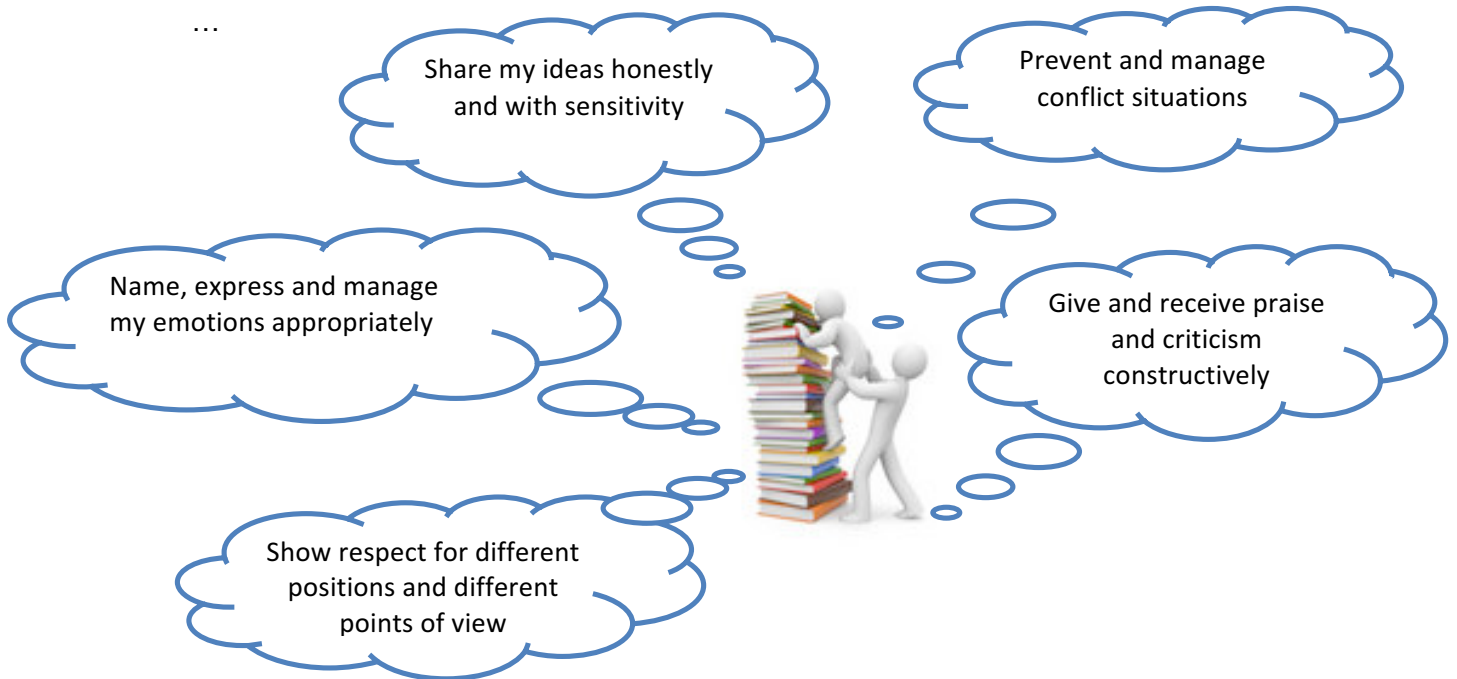 ...
Share my ideas honestly
and with sensitivity
Prevent and manage
conflict situations
Name, express and manage
my emotions appropriately
Give and receive praise
and criticism
constructively
Show respect for different
positions and different
points of view